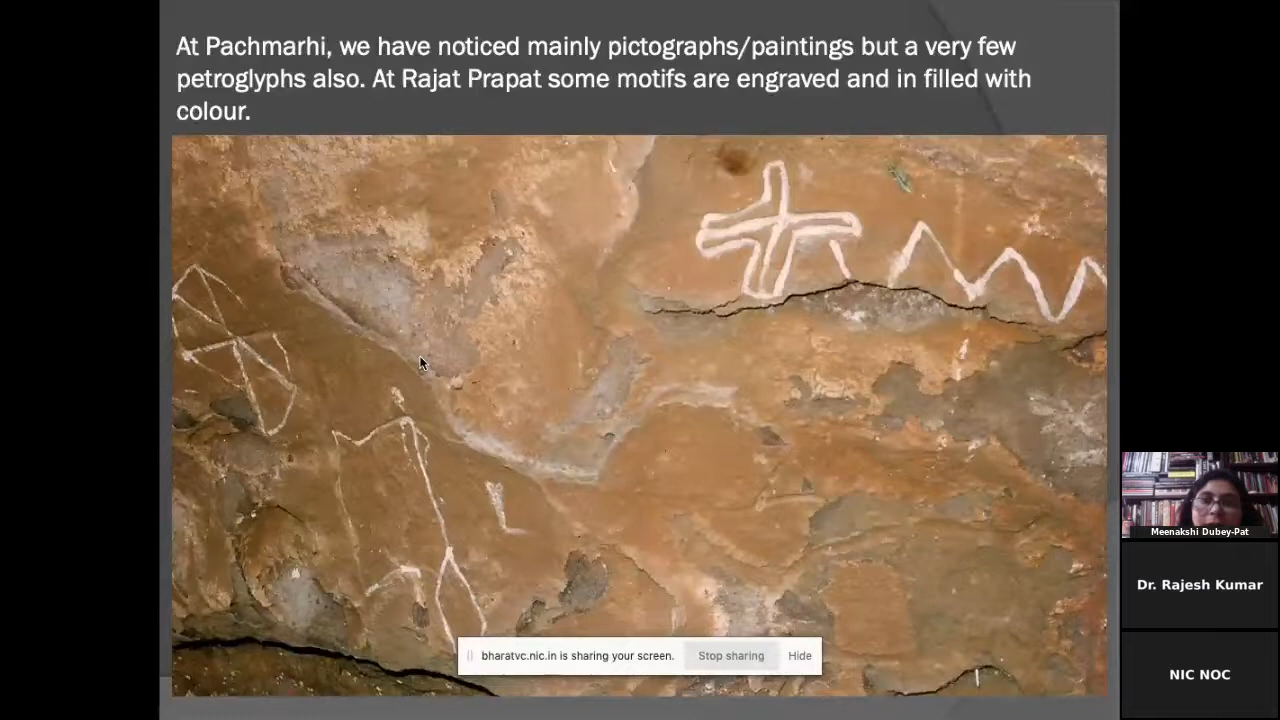 At Pachmarhi, we have noticed mainly pictographs/paintings but a very few
petroglyphs also. At Rajat Prapat some motifs are engraved and in filled with
colour.
Meenakshi Dubey-Pat
Dr. Rajesh Kumar
bharatvc.nic.in is sharing your screen. Stop sharing Hide
NIC NOC